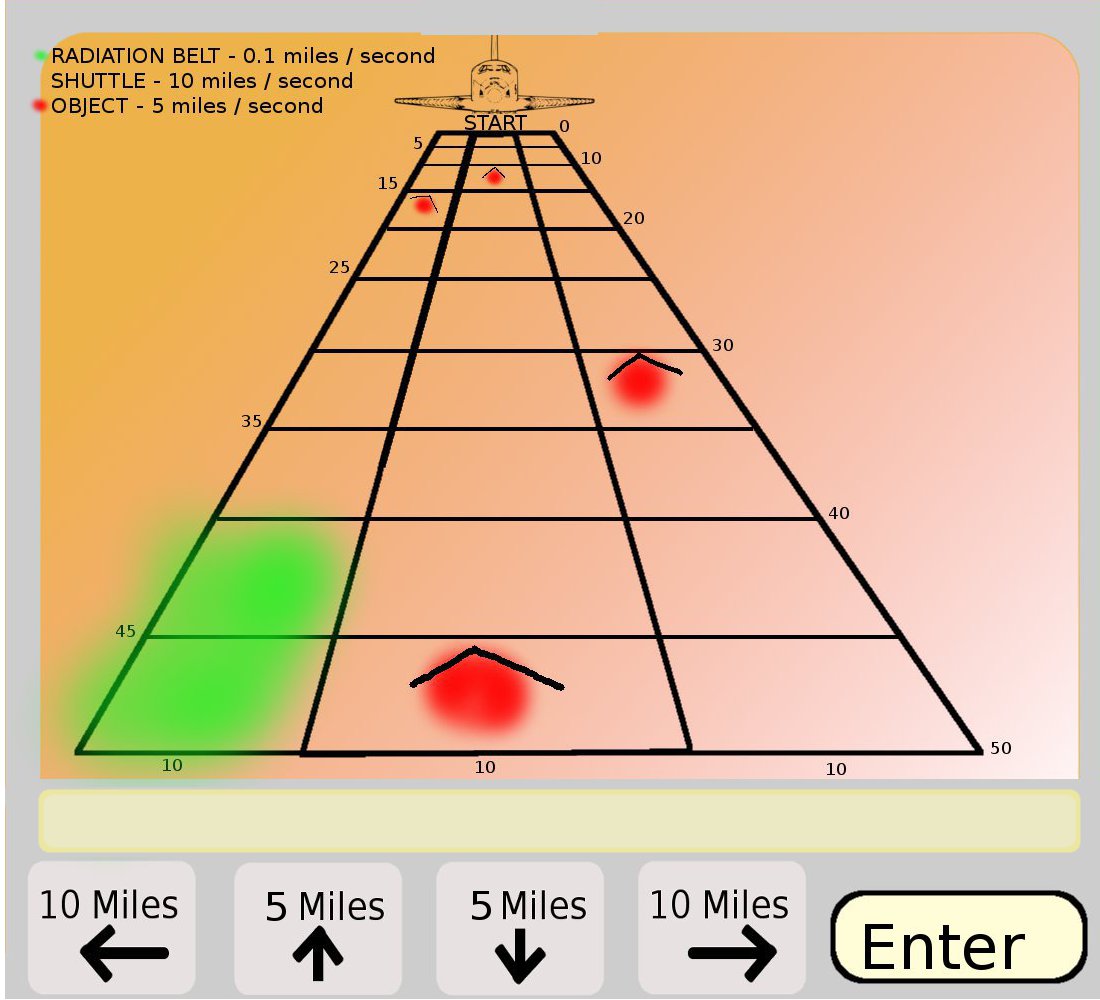 RADIATION BELT - 0.1 miles / second
SHUTTLE - 10 miles / second
OBJECT - 5 miles / second
START
0
5
10
15
20
25
30
35
40
45
50
10
10
10
10 Miles
5 Miles
5 Miles
10 Miles
Enter